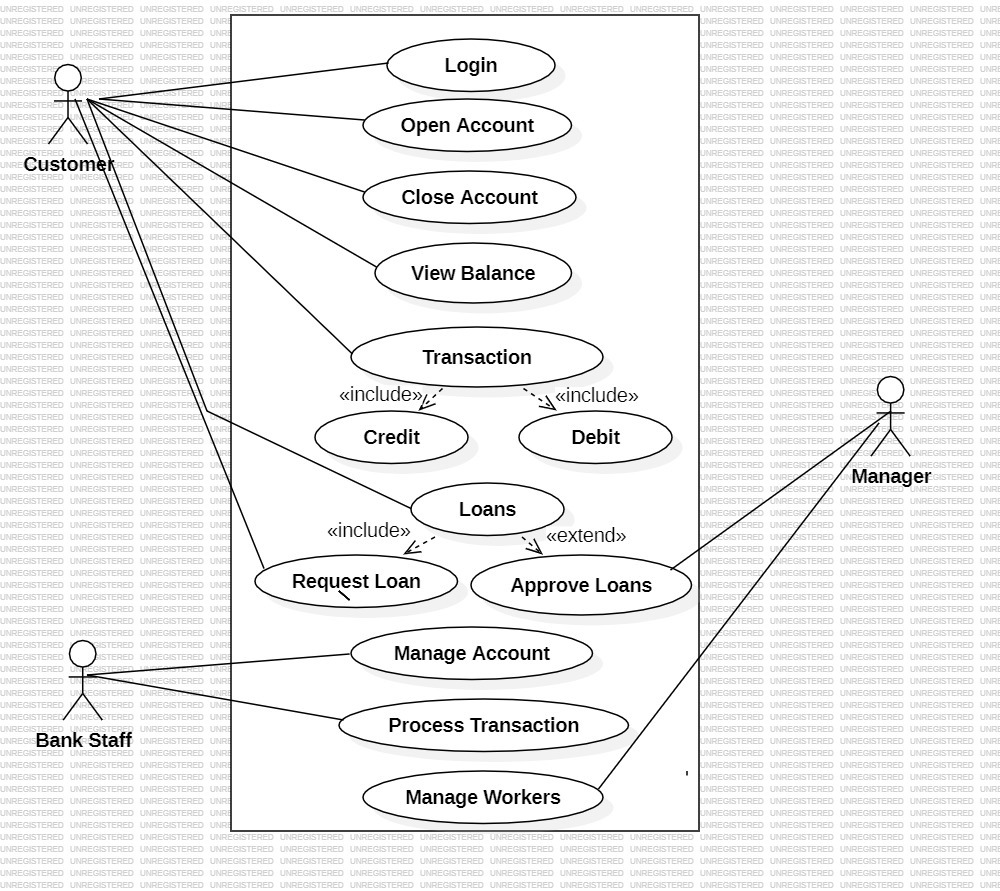 Login
Open Account
Customer
Close Account
View Balance
Transaction
«include»
«include»
Credit
Debit
Manager
Loans
«include»
«extend»
Request Loan
Approve Loans
Manage Account
Process Transaction
Bank Staff
Manage Workers
UNREGISTERED